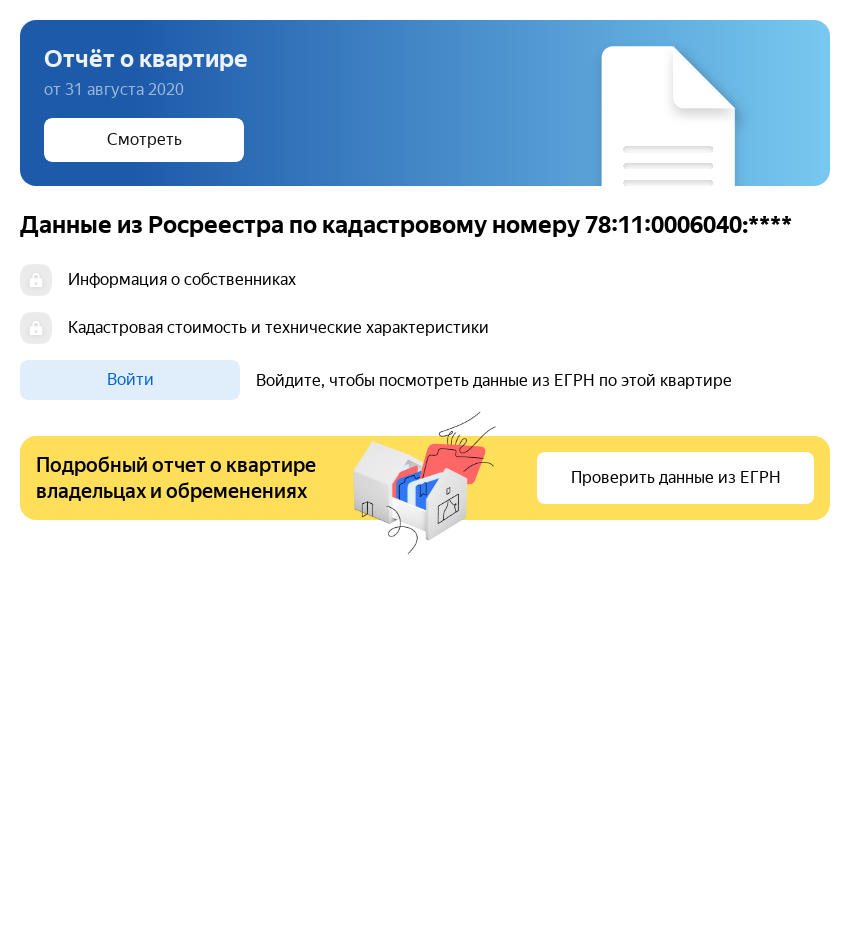 Отчёт о квартире
от 31 августа 2020
Смотреть
Данные из Росреестра по кадастровому номеру 78:11:0006040:****
Информация о собственниках
Кадастровая стоимость и технические характеристики
Войти
Войдите, чтобы посмотреть данные из ЕГРН по этой квартире
Подробный отчет о квартире
владельцах и обременениях
Проверить данные из ЕГРН